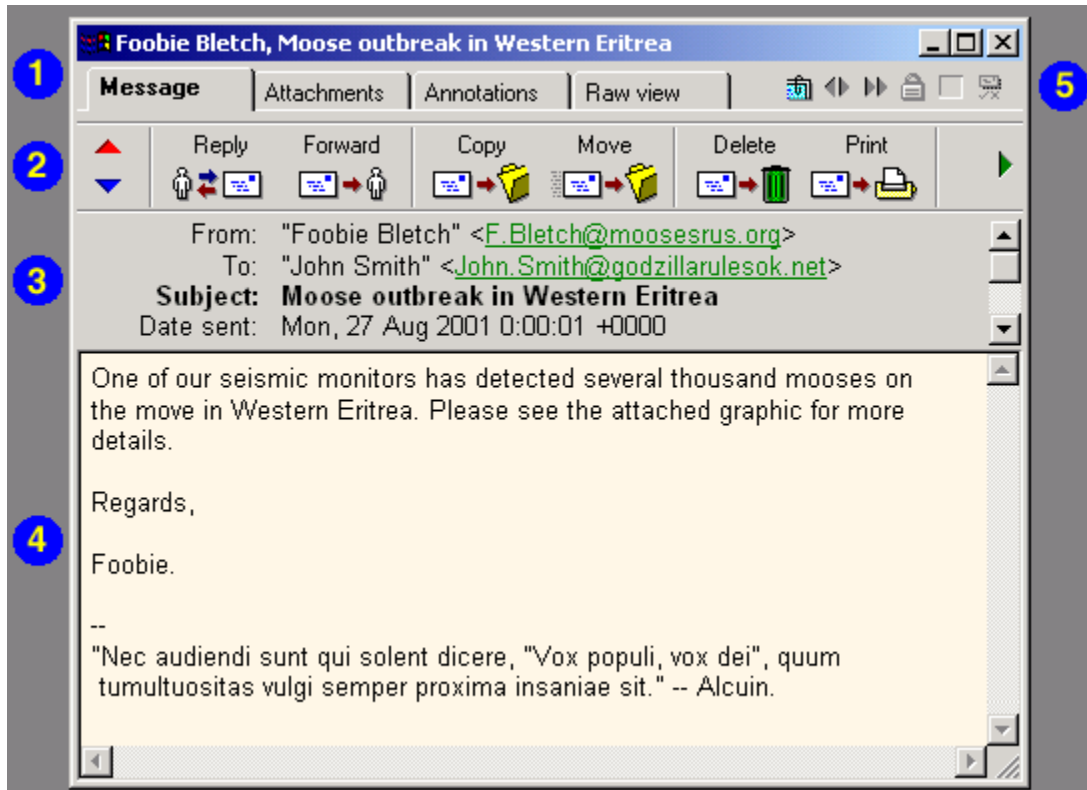 Foobie Bletch, Moose outbreak in Western Eritrea
1
Message Attachments Annotations Raw view
5
2
Reply Forward Copy Move Delete Print
3
From: "Foobie Bletch" <F.Bletch@moosesrus.org>
To: "John Smith" <John.Smith@godzillarulesok.net>
Subject: Moose outbreak in Western Eritrea
Date sent: Mon, 27 Aug 2001 0:00:01 +0000
One of our seismic monitors has detected several thousand mooses on
the move in Western Eritrea. Please see the attached graphic for more
details.
Regards,
4
Foobie.
--
"Nec audiendi sunt qui solent dicere, "Vox populi, vox dei", quum
tumultuositas vulgi semper proxima insaniae sit." -- Alcuin.